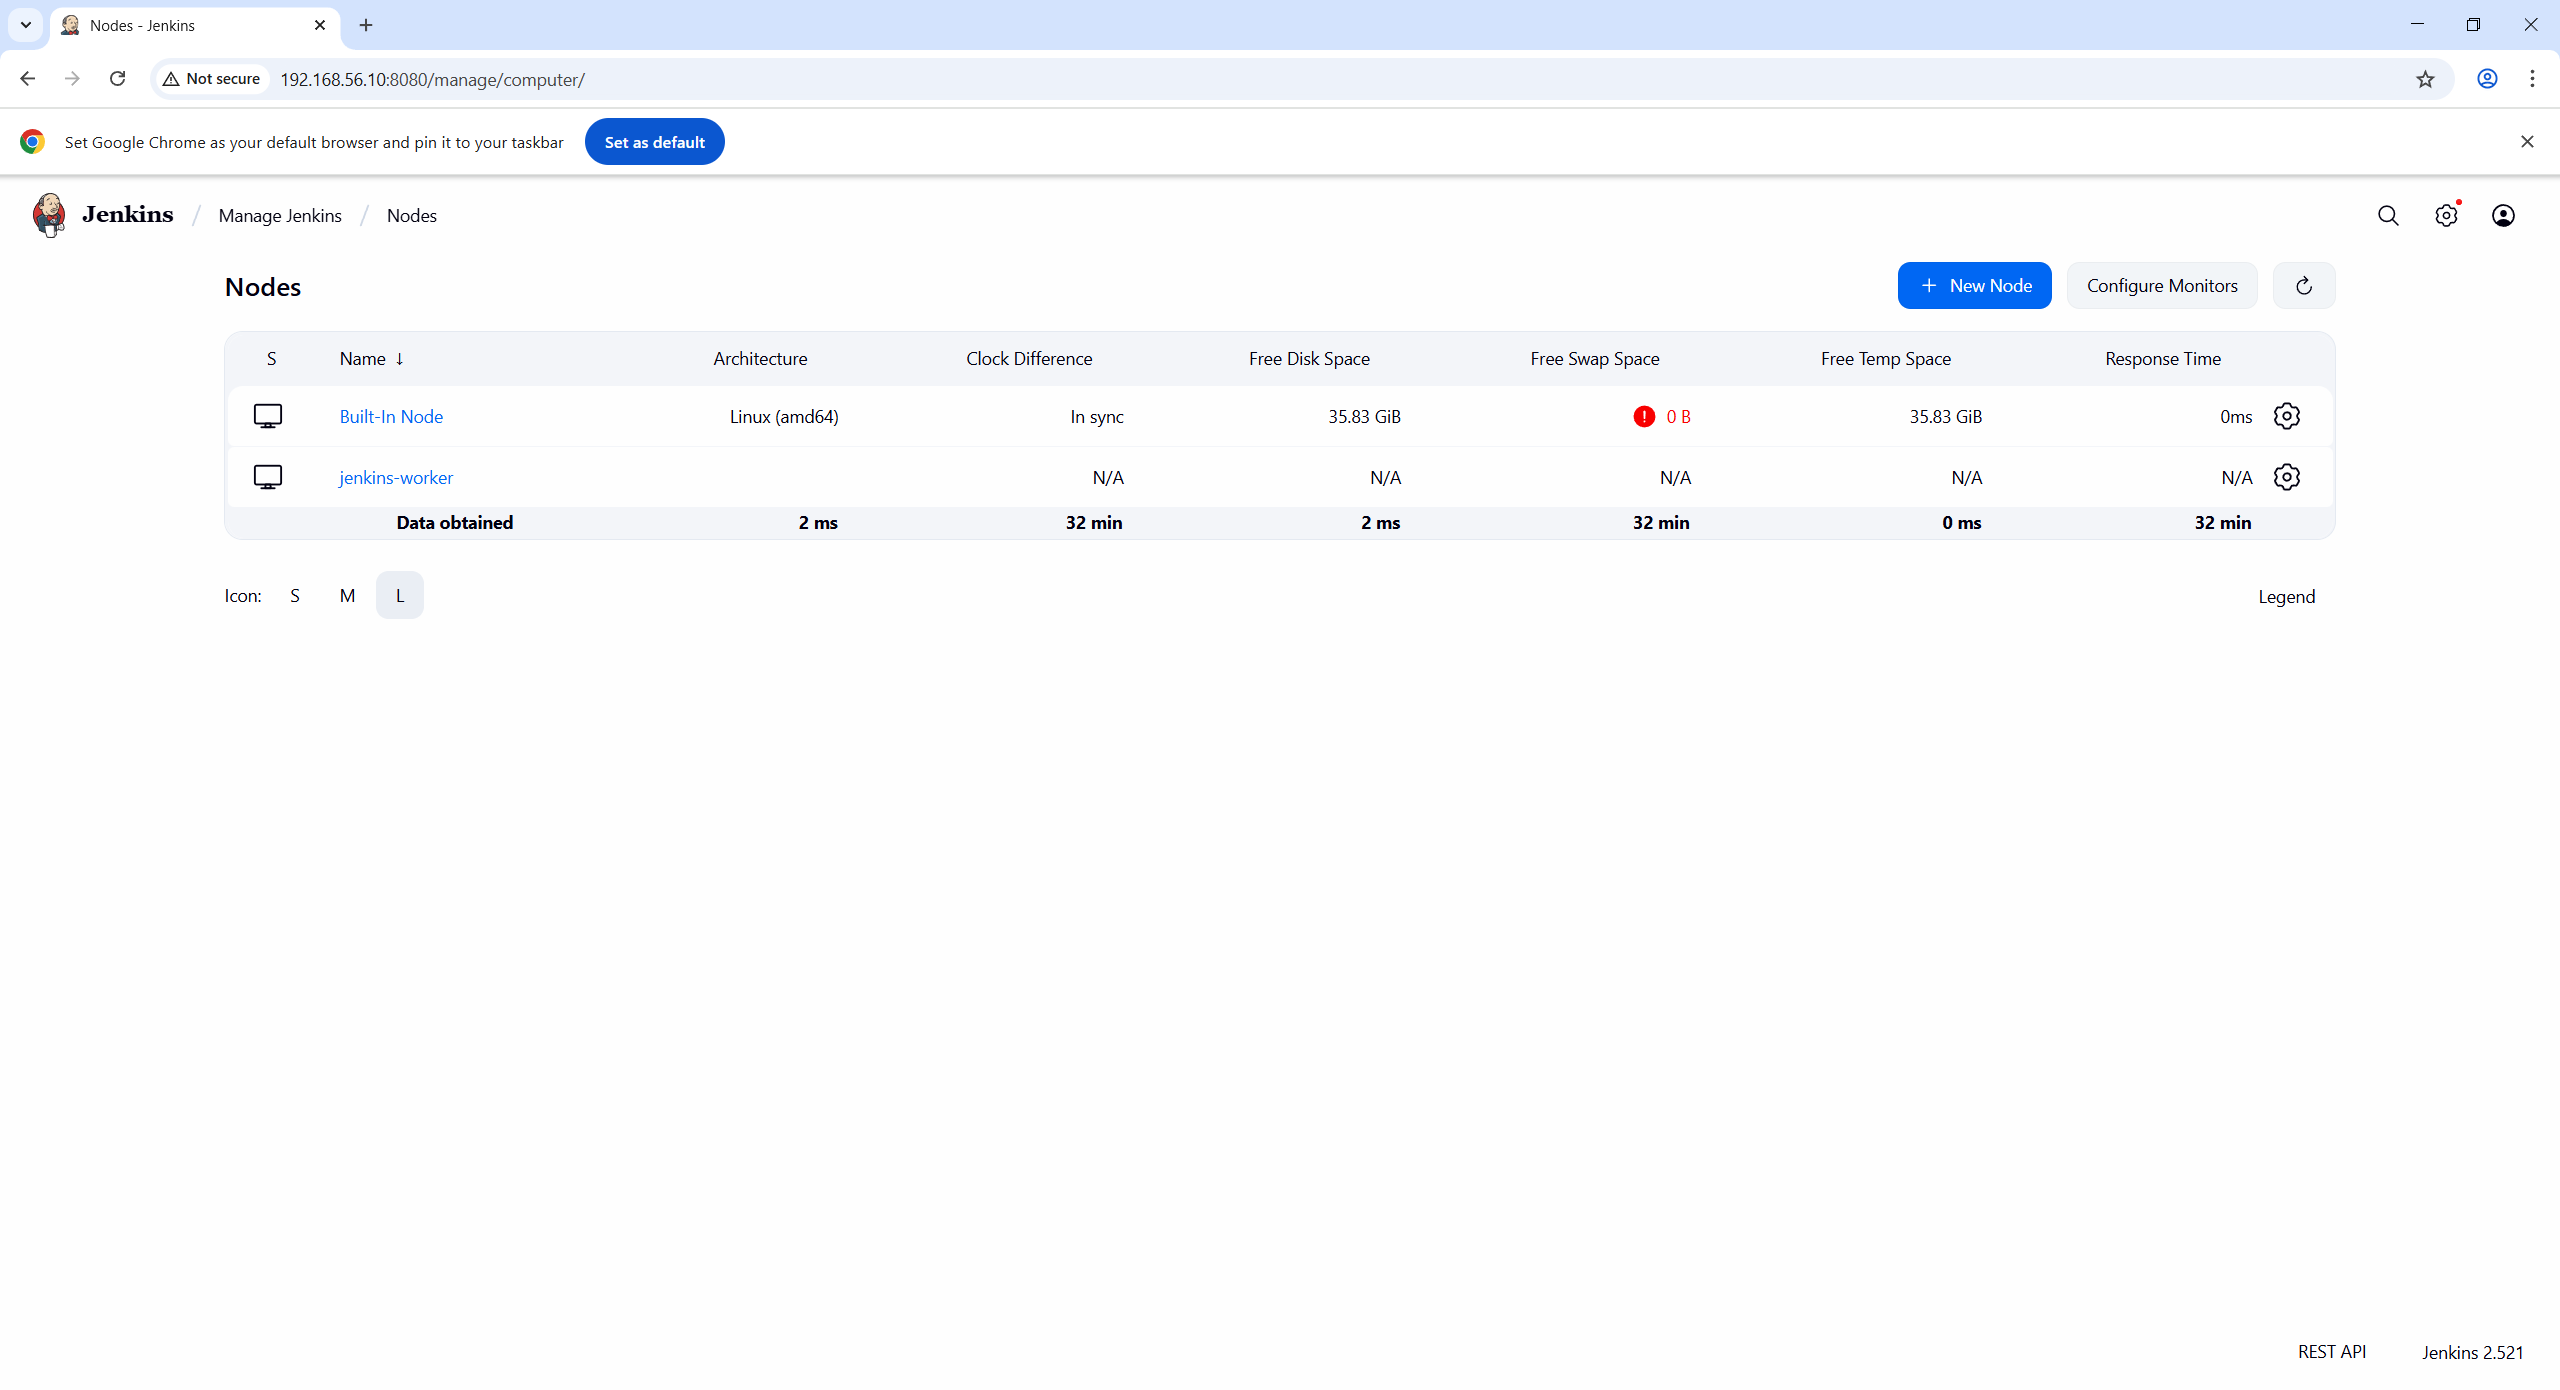 Nodes - Jenkins
Not secure 192.168.56.10:8080/manage/computer/
Set Google Chrome as your default browser and pin it to your taskbar Set as default
Jenkins / Manage Jenkins / Nodes
Nodes + New Node Configure Monitors
S Name ↓ Architecture Clock Difference Free Disk Space Free Swap Space Free Temp Space Response Time
Built-In Node Linux (amd64) In sync 35.83 GiB 0 B 35.83 GiB 0ms
jenkins-worker N/A N/A N/A N/A N/A
Data obtained 2 ms 32 min 2 ms 32 min 0 ms 32 min
Icon: S M L Legend
REST API Jenkins 2.521